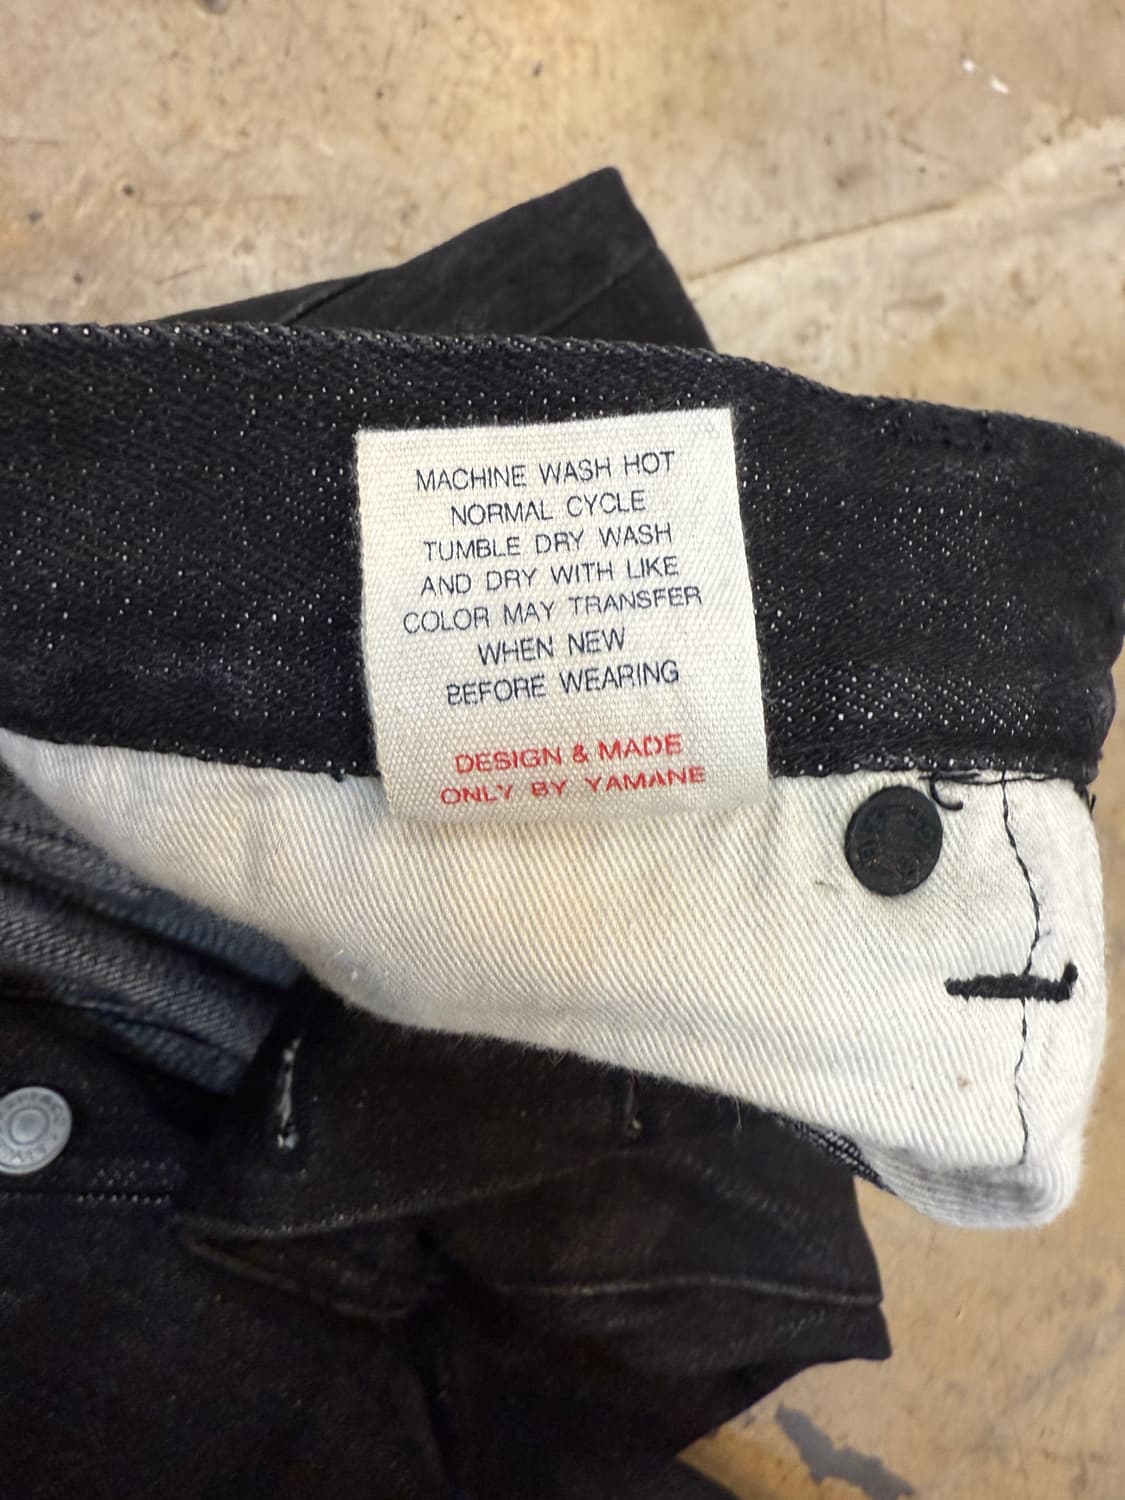 MACHINE WASH HOT
NORMAL CYCLE
TUMBLE DRY WASH
AND DRY WITH LIKE
COLOR MAY TRANSFER
WHEN NEW
BEFORE WEARING
DESIGN & MADE
ONLY BY YAMANE